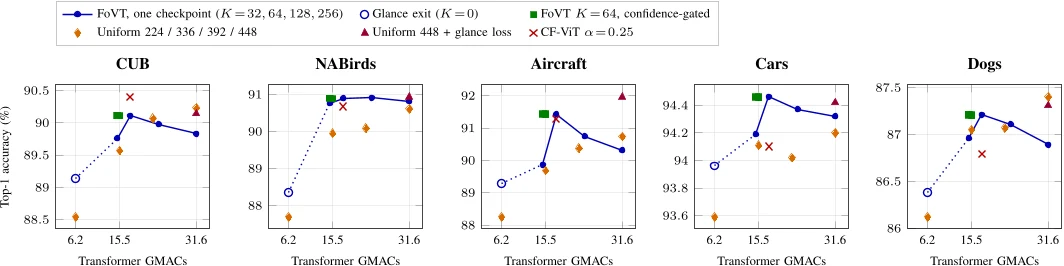 FoVT, one checkpoint (K = 32, 64, 128, 256) Glance exit (K = 0) FoVT K = 64, confidence-gated
Uniform 224 / 336 / 392 / 448 Uniform 448 + glance loss CF-ViT α = 0.25
CUB NABirds Aircraft Cars Dogs
Top-1 accuracy (%)
90.5
90
89.5
89
88.5
6.2 15.5 31.6
Transformer GMACs
91
90
89
88
6.2 15.5 31.6
Transformer GMACs
92
91
90
89
88
6.2 15.5 31.6
Transformer GMACs
94.4
94.2
94
93.8
93.6
6.2 15.5 31.6
Transformer GMACs
87.5
87
86.5
86
6.2 15.5 31.6
Transformer GMACs